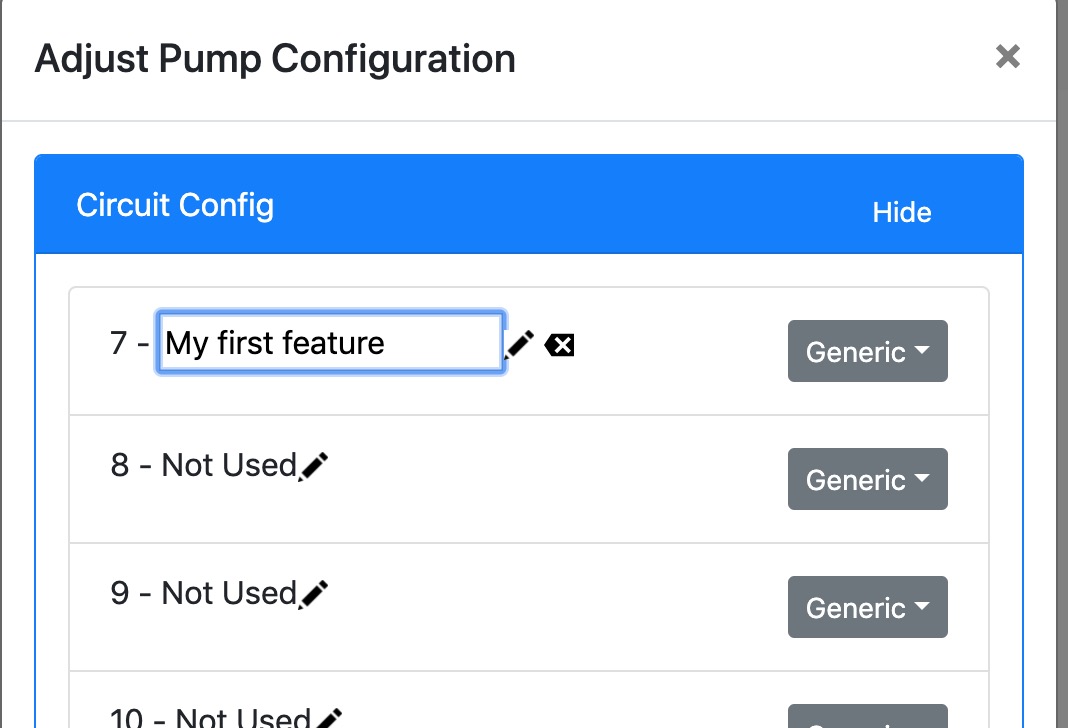 Adjust Pump Configuration
Circuit Config
Hide
7 - My first feature
Generic
8 - Not Used
Generic
9 - Not Used
Generic
10 - Not Used